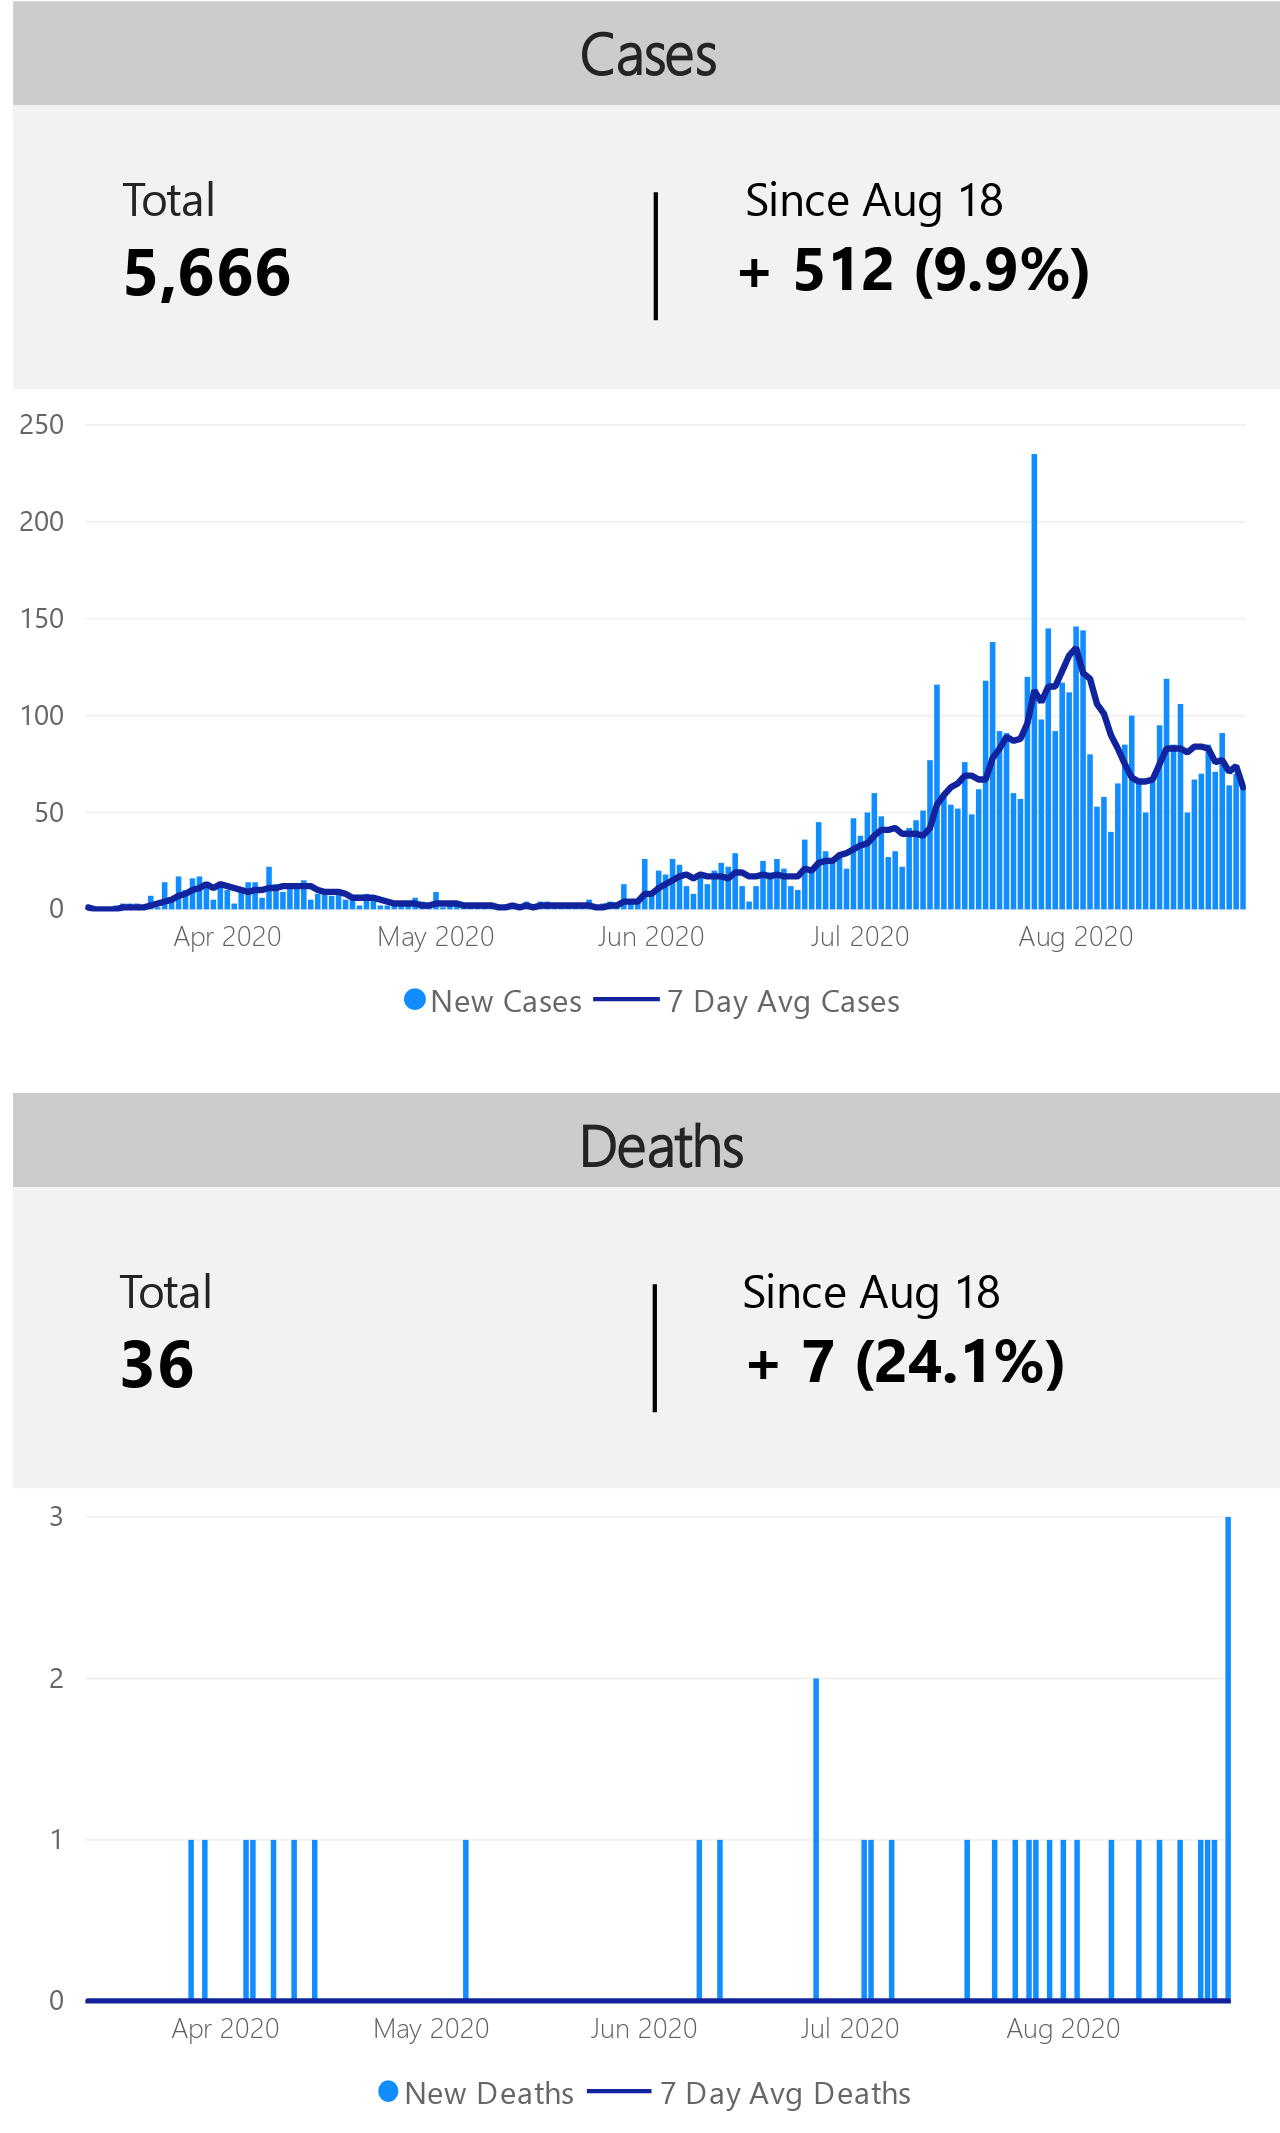 Cases
Total
Since Aug 18
5,666
+ 512 (9.9%)
250
200
150
100
50
0
Apr 2020
May 2020
Jun 2020
Jul 2020
Aug 2020
New Cases
7 Day Avg Cases
Deaths
Total
Since Aug 18
36
+ 7 (24.1%)
3
2
1
0
Apr 2020
May 2020
Jun 2020
Jul 2020
Aug 2020
New Deaths
7 Day Avg Deaths